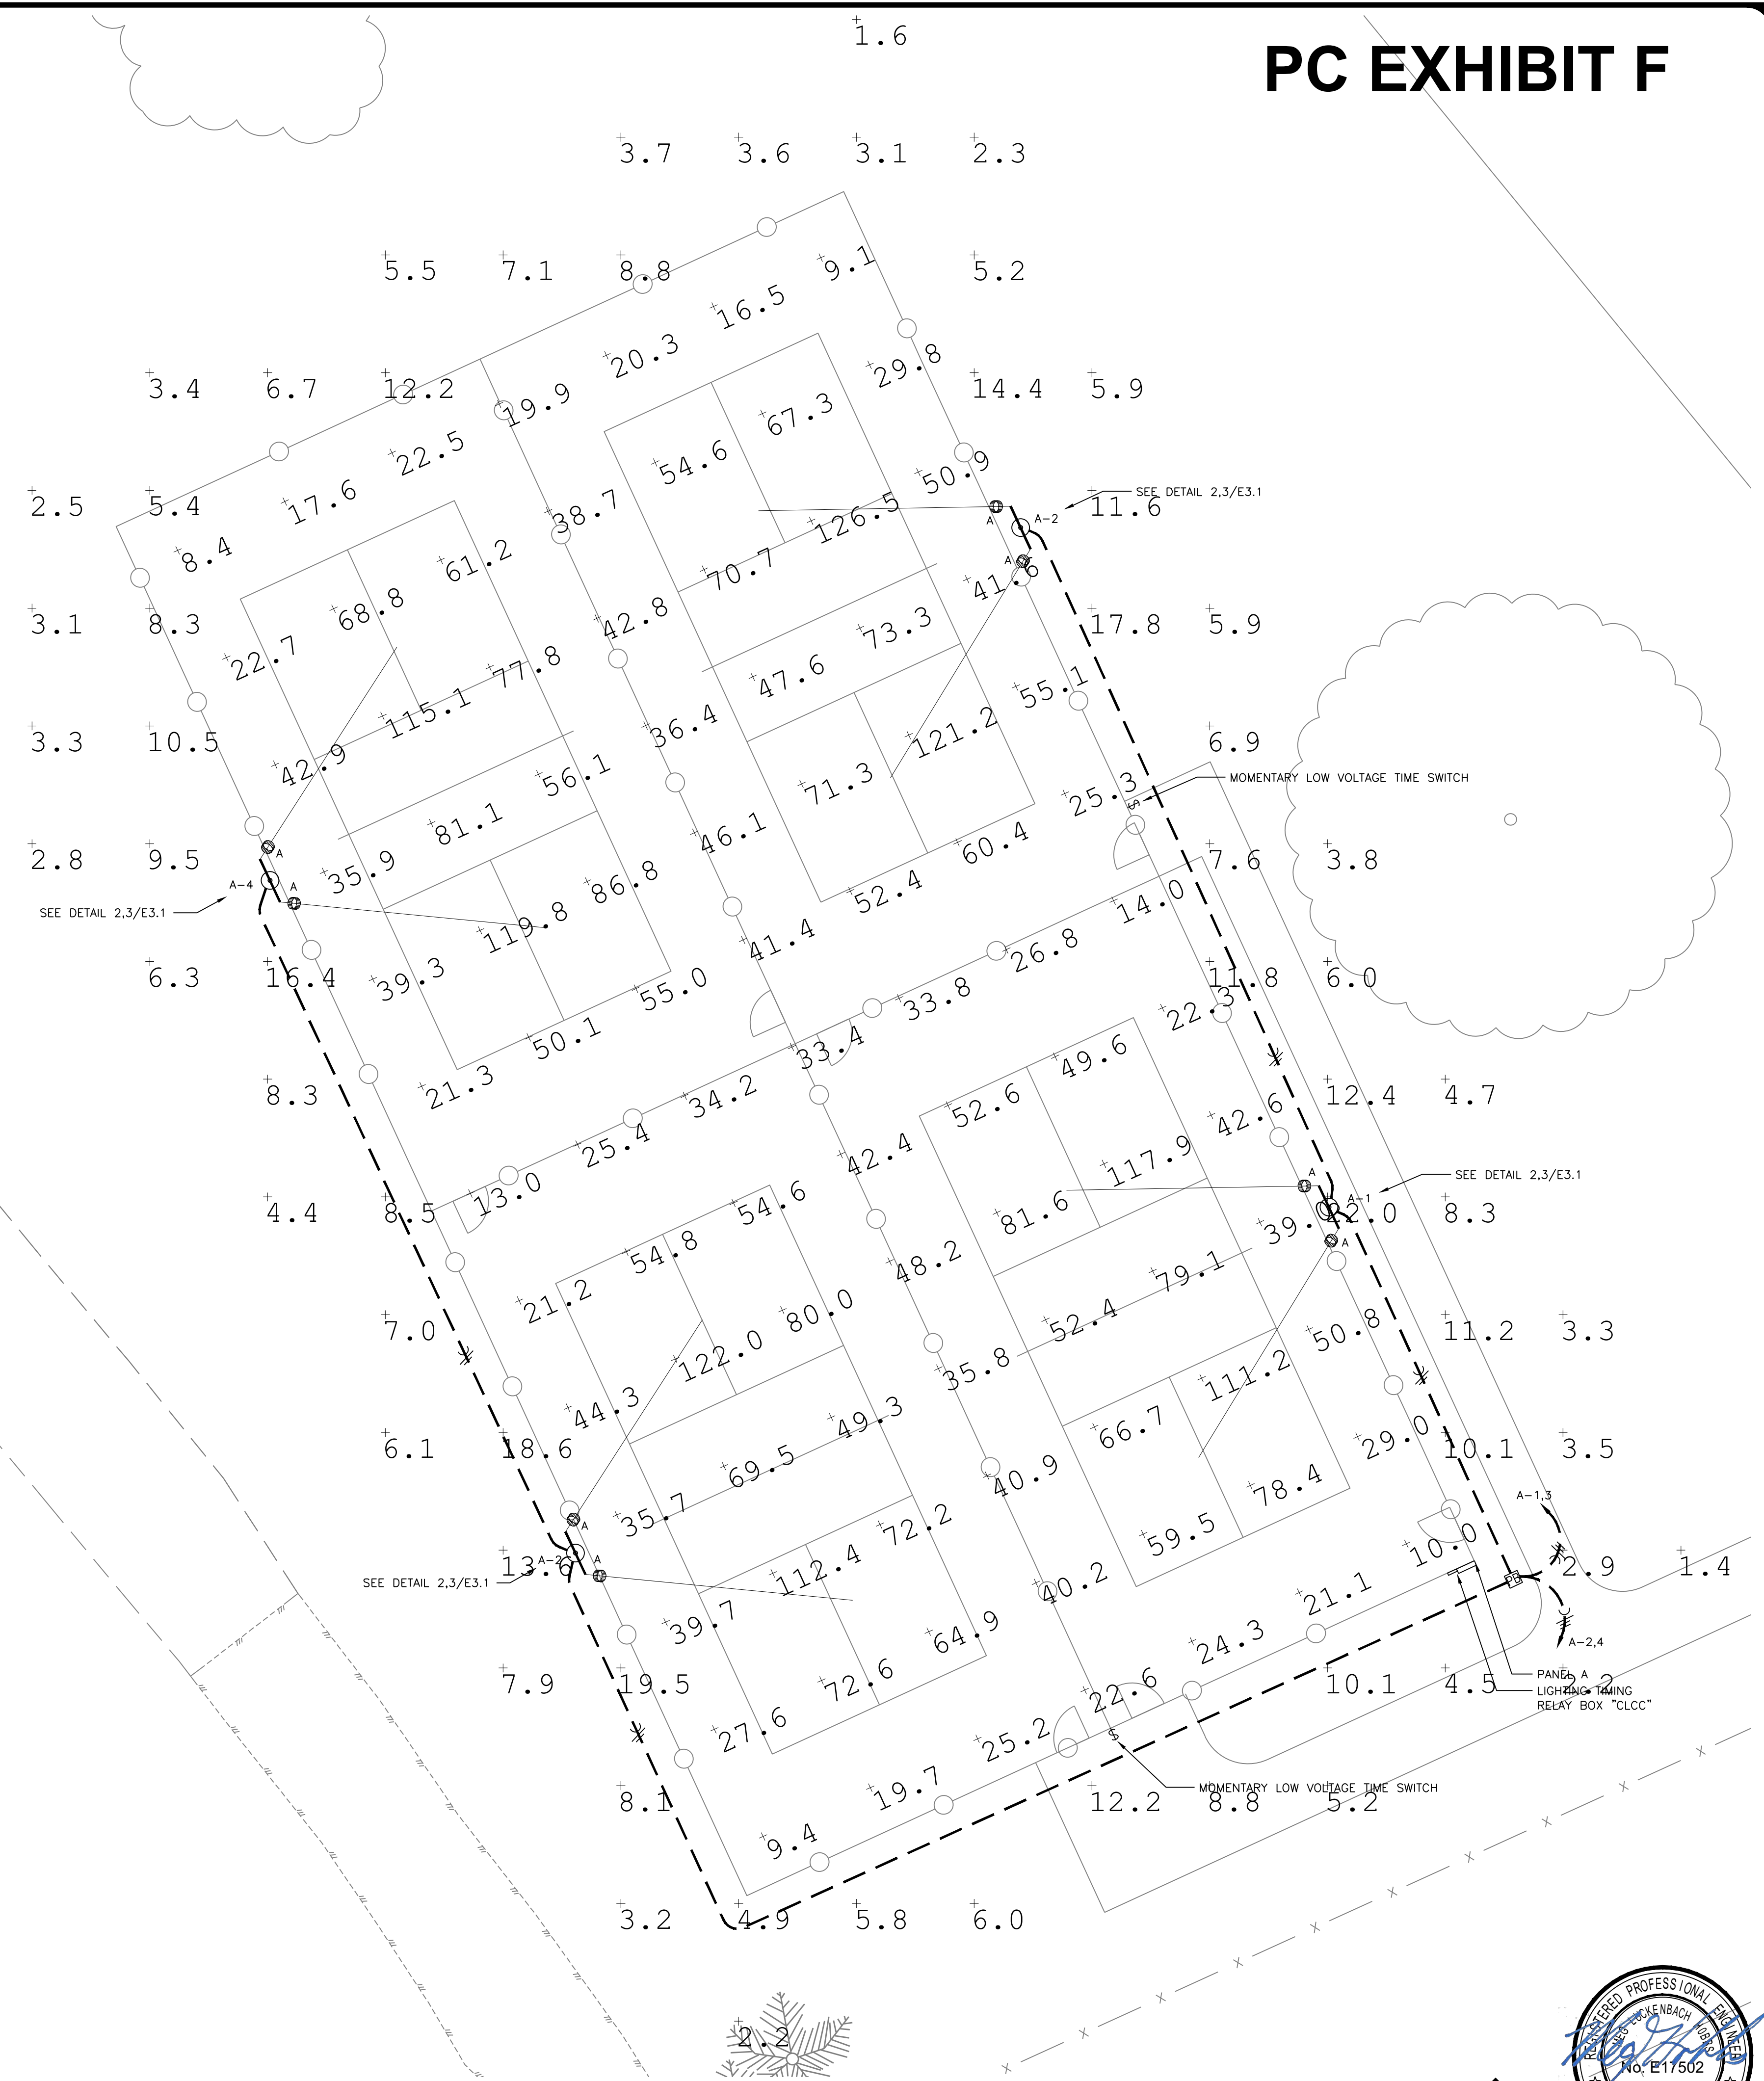 1.6
PC EXHIBIT F
3.7 3.6 3.1 2.3
5.5 7.1 8.8 9.1 5.2
20.3 16.5
3.4 6.7 12.2 19.9 29.8 14.4 5.9
22.5 67.3
54.6 50.9
2.5 5.4 17.6 38.7 126.5 11.6
SEE DETAIL 2,3/E3.1
A A-2
A
8.4 61.2 70.7 41.6
3.1 8.3 68.8 42.8 73.3 17.8 5.9
22.7 77.8 47.6 55.1
115.1
3.3 10.5 36.4 121.2 6.9
42.9 56.1 71.3 25.3
MOMENTARY LOW VOLTAGE TIME SWITCH
$
81.1 46.1 60.4
2.8 9.5 7.6 3.8
A
A-4 A
35.9 86.8 52.4 14.0
SEE DETAIL 2,3/E3.1
119.8 41.4 26.8
6.3 16.4 39.3 55.0 33.8 11.8 6.0
50.1 33.4 22.3
8.3 21.3 34.2 49.6 12.4 4.7
52.6 42.6
25.4 42.4 117.9
SEE DETAIL 2,3/E3.1
A A-1
A
4.4 8.5 13.0 54.6 81.6 39.0 22.0 8.3
54.8 48.2 79.1
21.2 80.0 52.4 50.8
7.0 11.2 3.3
122.0 35.8 111.2
44.3 49.3 66.7 29.0
6.1 18.6 10.1 3.5
69.5 40.9 78.4
A-1,3
35.7 72.2 59.5 10.0
A
A-2 A
13.6 2.9 1.4
SEE DETAIL 2,3/E3.1
PB
112.4 40.2 21.1
39.7 64.9 24.3
A-2,4
7.9 19.5 72.6 22.6 10.1 4.5 2.2
PANEL A
LIGHTING TIMING
RELAY BOX "CLCC"
27.6 25.2
$
MOMENTARY LOW VOLTAGE TIME SWITCH
8.1 19.7 12.2 8.8 5.2
9.4
3.2 4.9 5.8 6.0
2.2
REGISTERED PROFESSIONAL ENGINEER
MEG LUCKENBACH HOBBS
No. E17502